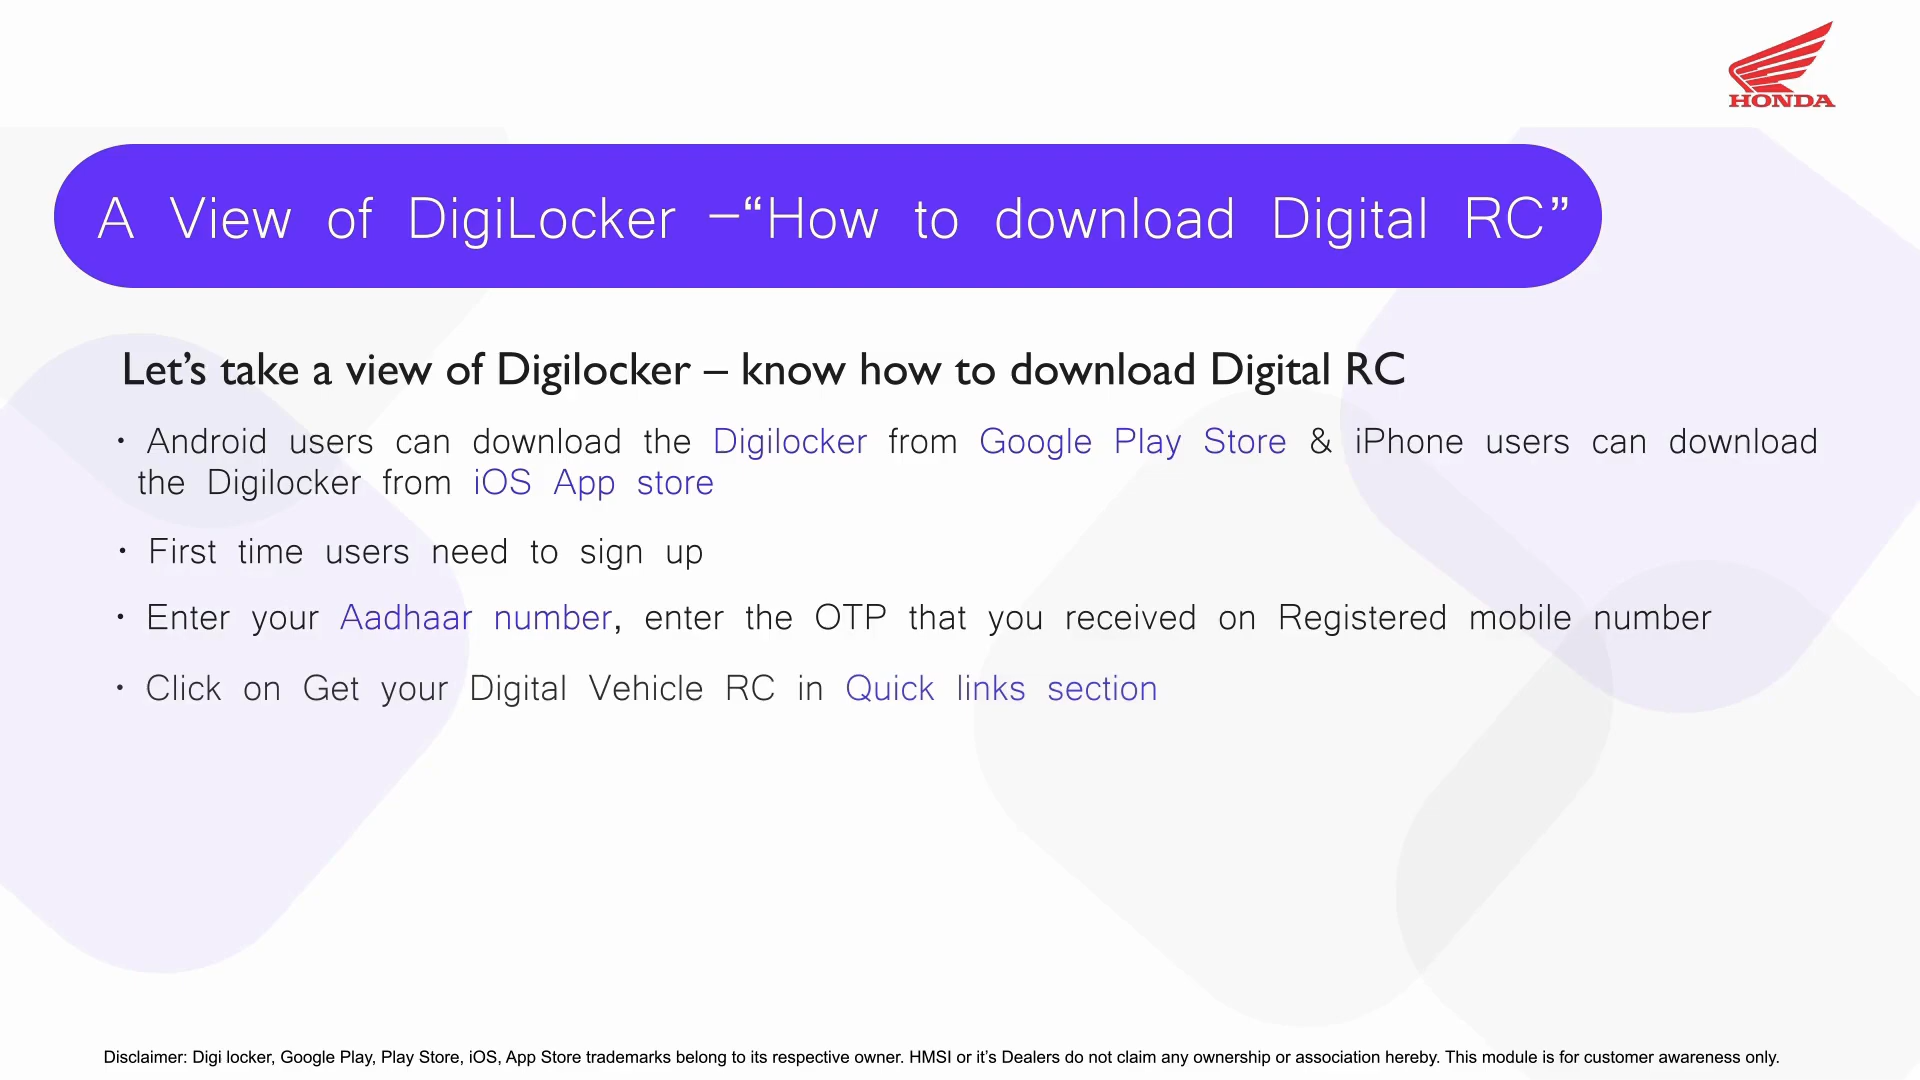 HONDA
A View of DigiLocker –“How to download Digital RC”
Let’s take a view of Digilocker – know how to download Digital RC
• Android users can download the Digilocker from Google Play Store & iPhone users can download
the Digilocker from iOS App store
• First time users need to sign up
• Enter your Aadhaar number, enter the OTP that you received on Registered mobile number
• Click on Get your Digital Vehicle RC in Quick links section
Disclaimer: Digi locker, Google Play, Play Store, iOS, App Store trademarks belong to its respective owner. HMSI or it’s Dealers do not claim any ownership or association hereby. This module is for customer awareness only.